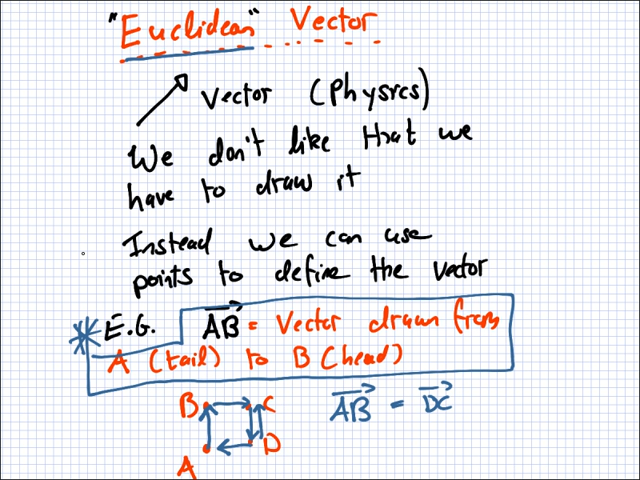 "Euclidean" Vector
Vector (Physics)
We don't like that we
have to draw it
Instead we can use
points to define the vector
E.G. AB = Vector drawn from
A (tail) to B (head)
B C AB = DC
A D